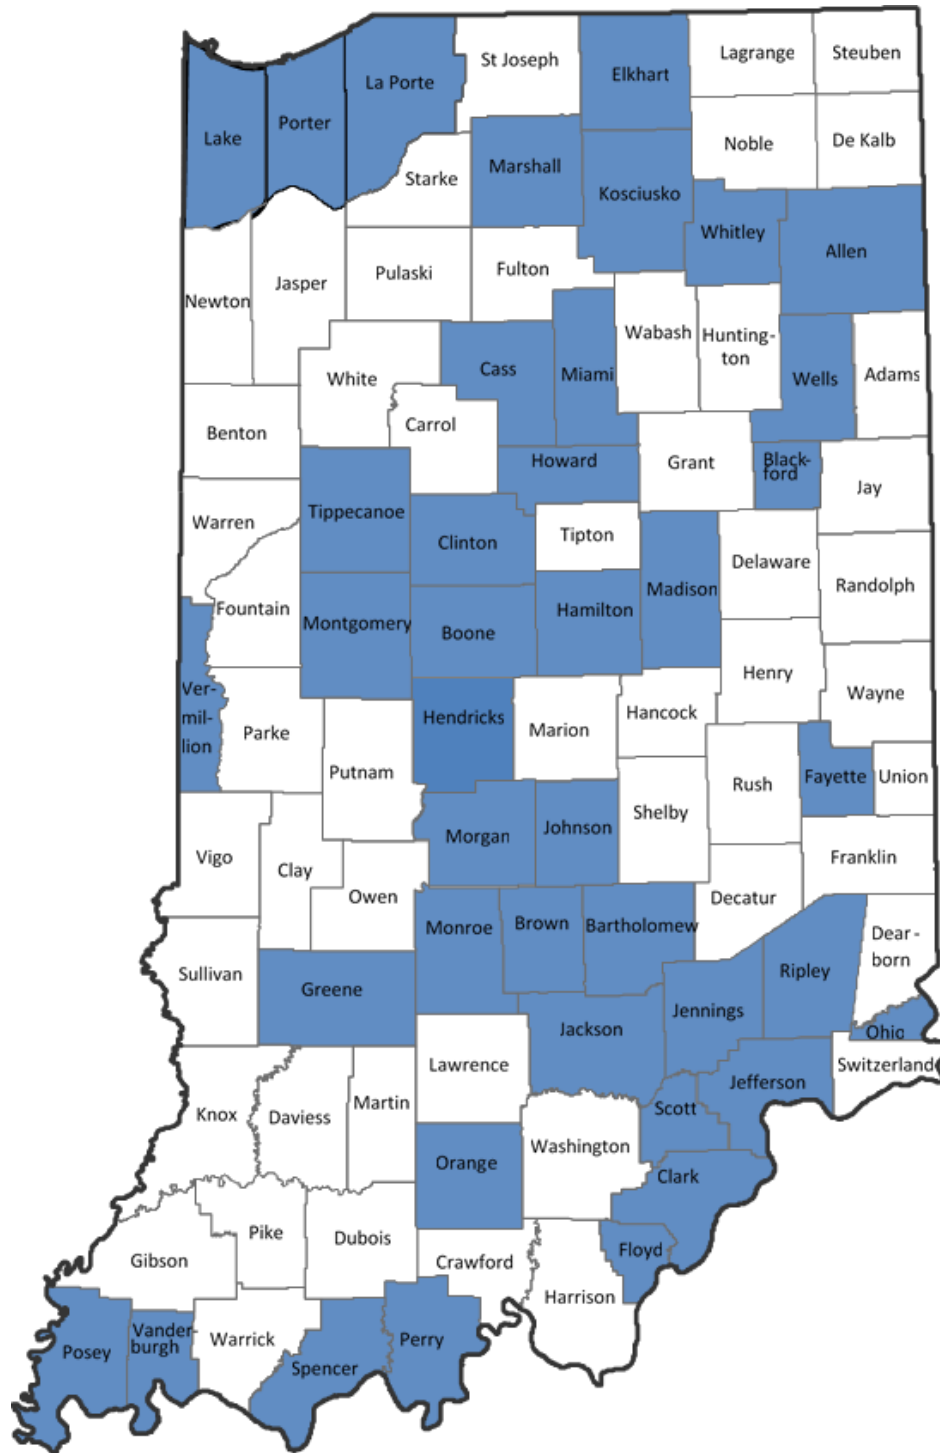 St Joseph
Lagrange
Steuben
Elkhart
La Porte
Porter
Lake
Noble
De Kalb
Marshall
Starke
Kosciusko
Whitley
Allen
Fulton
Pulaski
Jasper
Newton
Wabash
Hunting-
ton
Cass
Miami
White
Wells
Adams
Carrol
Benton
Howard
Grant
Black-
ford
Jay
Tippecanoe
Warren
Clinton
Tipton
Delaware
Randolph
Madison
Hamilton
Fountain
Montgomery
Boone
Henry
Wayne
Ver-
mil-
lion
Parke
Hendricks
Marion
Hancock
Putnam
Rush
Fayette
Union
Shelby
Johnson
Morgan
Vigo
Clay
Franklin
Owen
Decatur
Monroe
Brown
Bartholomew
Dear-
born
Sullivan
Greene
Ripley
Jennings
Jackson
Ohio
Lawrence
Switzerland
Jefferson
Knox
Daviess
Martin
Scott
Washington
Orange
Clark
Pike
Dubois
Floyd
Gibson
Crawford
Harrison
Vander-
burgh
Warrick
Perry
Posey
Spencer